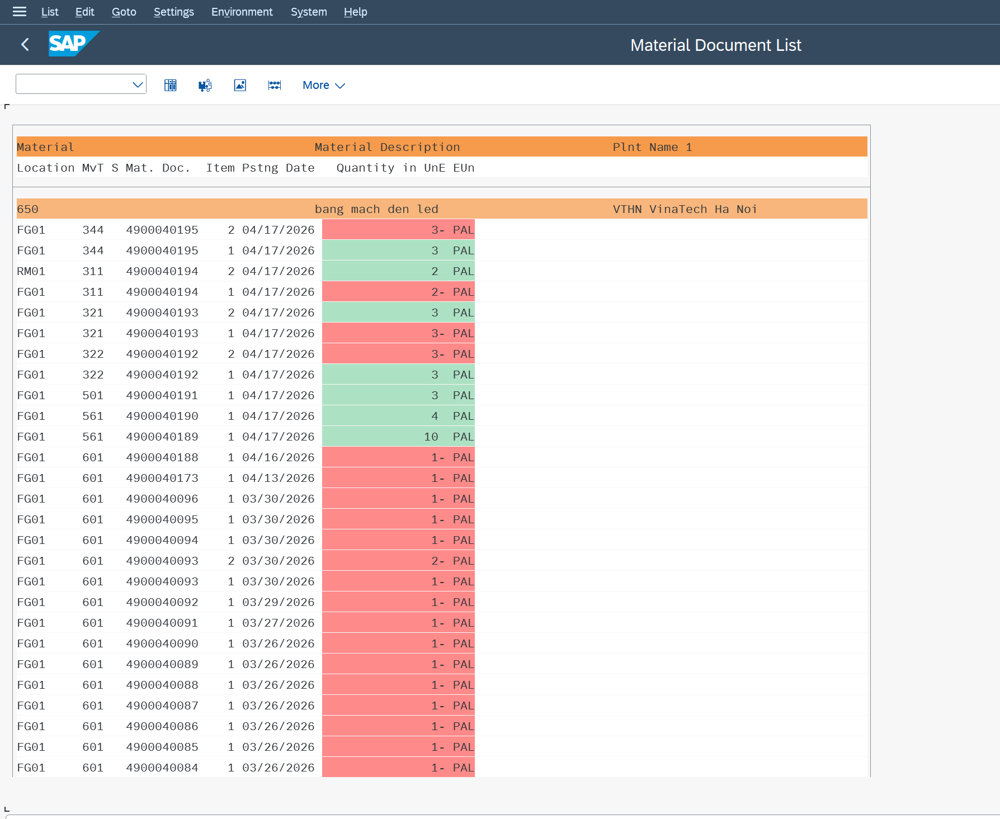 List Edit Goto Settings Environment System Help
SAP Material Document List
More
Material Material Description Plnt Name 1
Location MvT S Mat. Doc. Item Pstng Date Quantity in UnE EUn
650 bang mach den led VTHN VinaTech Ha Noi
FG01 344 4900040195 2 04/17/2026 3- PAL
FG01 344 4900040195 1 04/17/2026 3 PAL
RM01 311 4900040194 2 04/17/2026 2 PAL
FG01 311 4900040194 1 04/17/2026 2- PAL
FG01 321 4900040193 2 04/17/2026 3 PAL
FG01 321 4900040193 1 04/17/2026 3- PAL
FG01 322 4900040192 2 04/17/2026 3- PAL
FG01 322 4900040192 1 04/17/2026 3 PAL
FG01 501 4900040191 1 04/17/2026 3 PAL
FG01 561 4900040190 1 04/17/2026 4 PAL
FG01 561 4900040189 1 04/17/2026 10 PAL
FG01 601 4900040188 1 04/16/2026 1- PAL
FG01 601 4900040173 1 04/13/2026 1- PAL
FG01 601 4900040096 1 03/30/2026 1- PAL
FG01 601 4900040095 1 03/30/2026 1- PAL
FG01 601 4900040094 1 03/30/2026 1- PAL
FG01 601 4900040093 2 03/30/2026 2- PAL
FG01 601 4900040093 1 03/30/2026 1- PAL
FG01 601 4900040092 1 03/29/2026 1- PAL
FG01 601 4900040091 1 03/27/2026 1- PAL
FG01 601 4900040090 1 03/26/2026 1- PAL
FG01 601 4900040089 1 03/26/2026 1- PAL
FG01 601 4900040088 1 03/26/2026 1- PAL
FG01 601 4900040087 1 03/26/2026 1- PAL
FG01 601 4900040086 1 03/26/2026 1- PAL
FG01 601 4900040085 1 03/26/2026 1- PAL
FG01 601 4900040084 1 03/26/2026 1- PAL